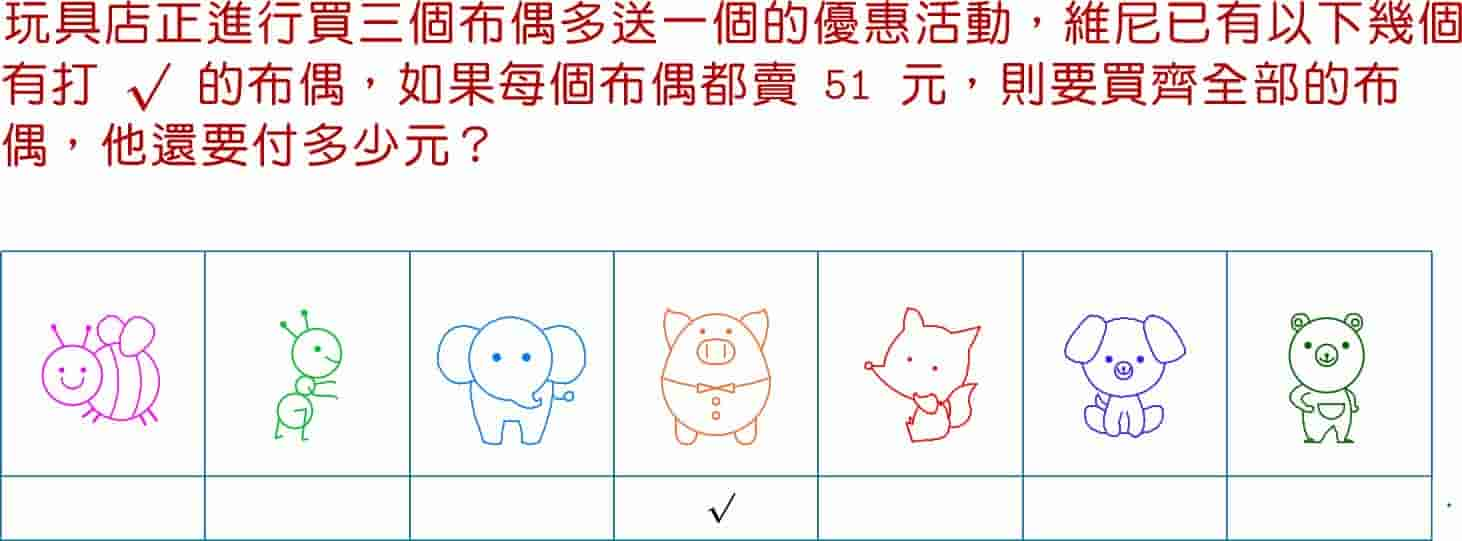 玩具店正進行買三個布偶多送一個的優惠活動,維尼已有以下幾個
有打 √ 的布偶,如果每個布偶都賣 51 元,則要買齊全部的布
偶,他還要付多少元?
√